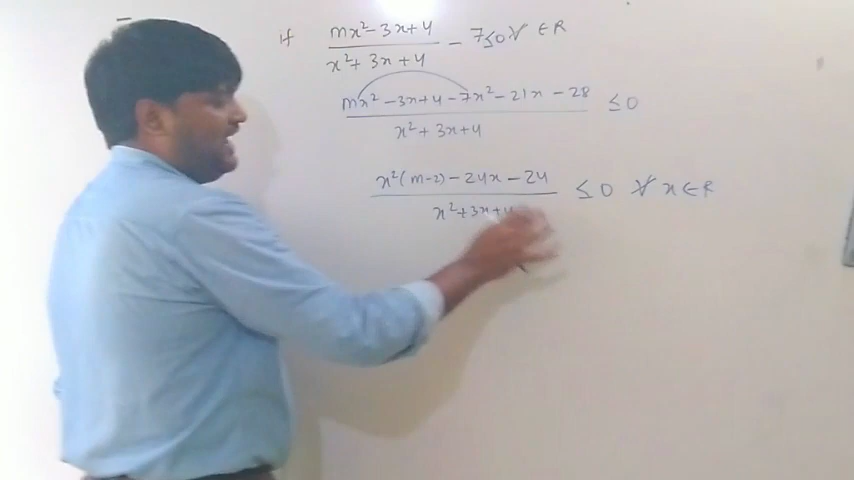 If mx² - 3x + 4 / x² + 3x + 4 - 7 ≤ 0 ∀ ∈ R
mx² - 3x + 4 - 7x² - 21x - 28 / x² + 3x + 4 ≤ 0
x² (m-2) - 24x - 24 / x² + 3x + 4 ≤ 0 ∀ x ∈ R